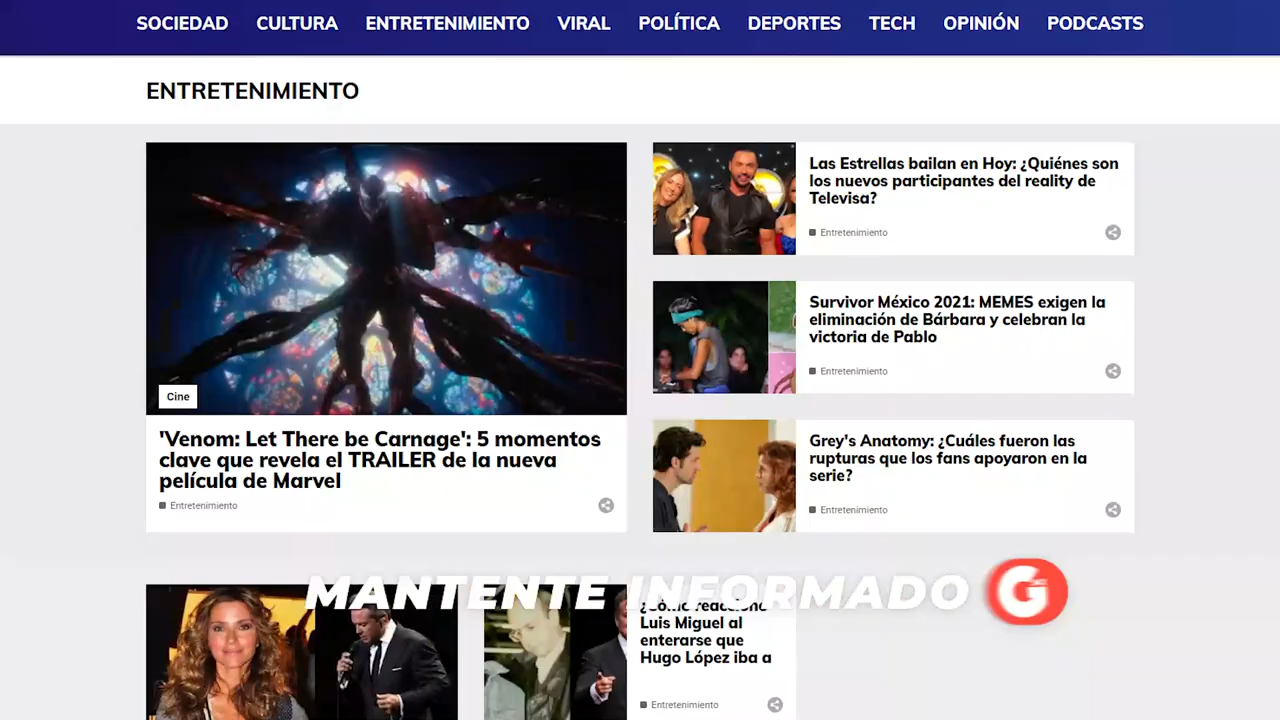 SOCIEDAD CULTURA ENTRETENIMIENTO VIRAL POLÍTICA DEPORTES TECH OPINIÓN PODCASTS
ENTRETENIMIENTO
Cine
'Venom: Let There be Carnage': 5 momentos
clave que revela el TRAILER de la nueva
película de Marvel
Entretenimiento
Las Estrellas bailan en Hoy: ¿Quiénes son
los nuevos participantes del reality de
Televisa?
Entretenimiento
Survivor México 2021: MEMES exigen la
eliminación de Bárbara y celebran la
victoria de Pablo
Entretenimiento
Grey's Anatomy: ¿Cuáles fueron las
rupturas que los fans apoyaron en la
serie?
Entretenimiento
MANTENTE INFORMADO G
¿Cómo reaccionó
Luis Miguel al
enterarse que
Hugo López iba a
Entretenimiento